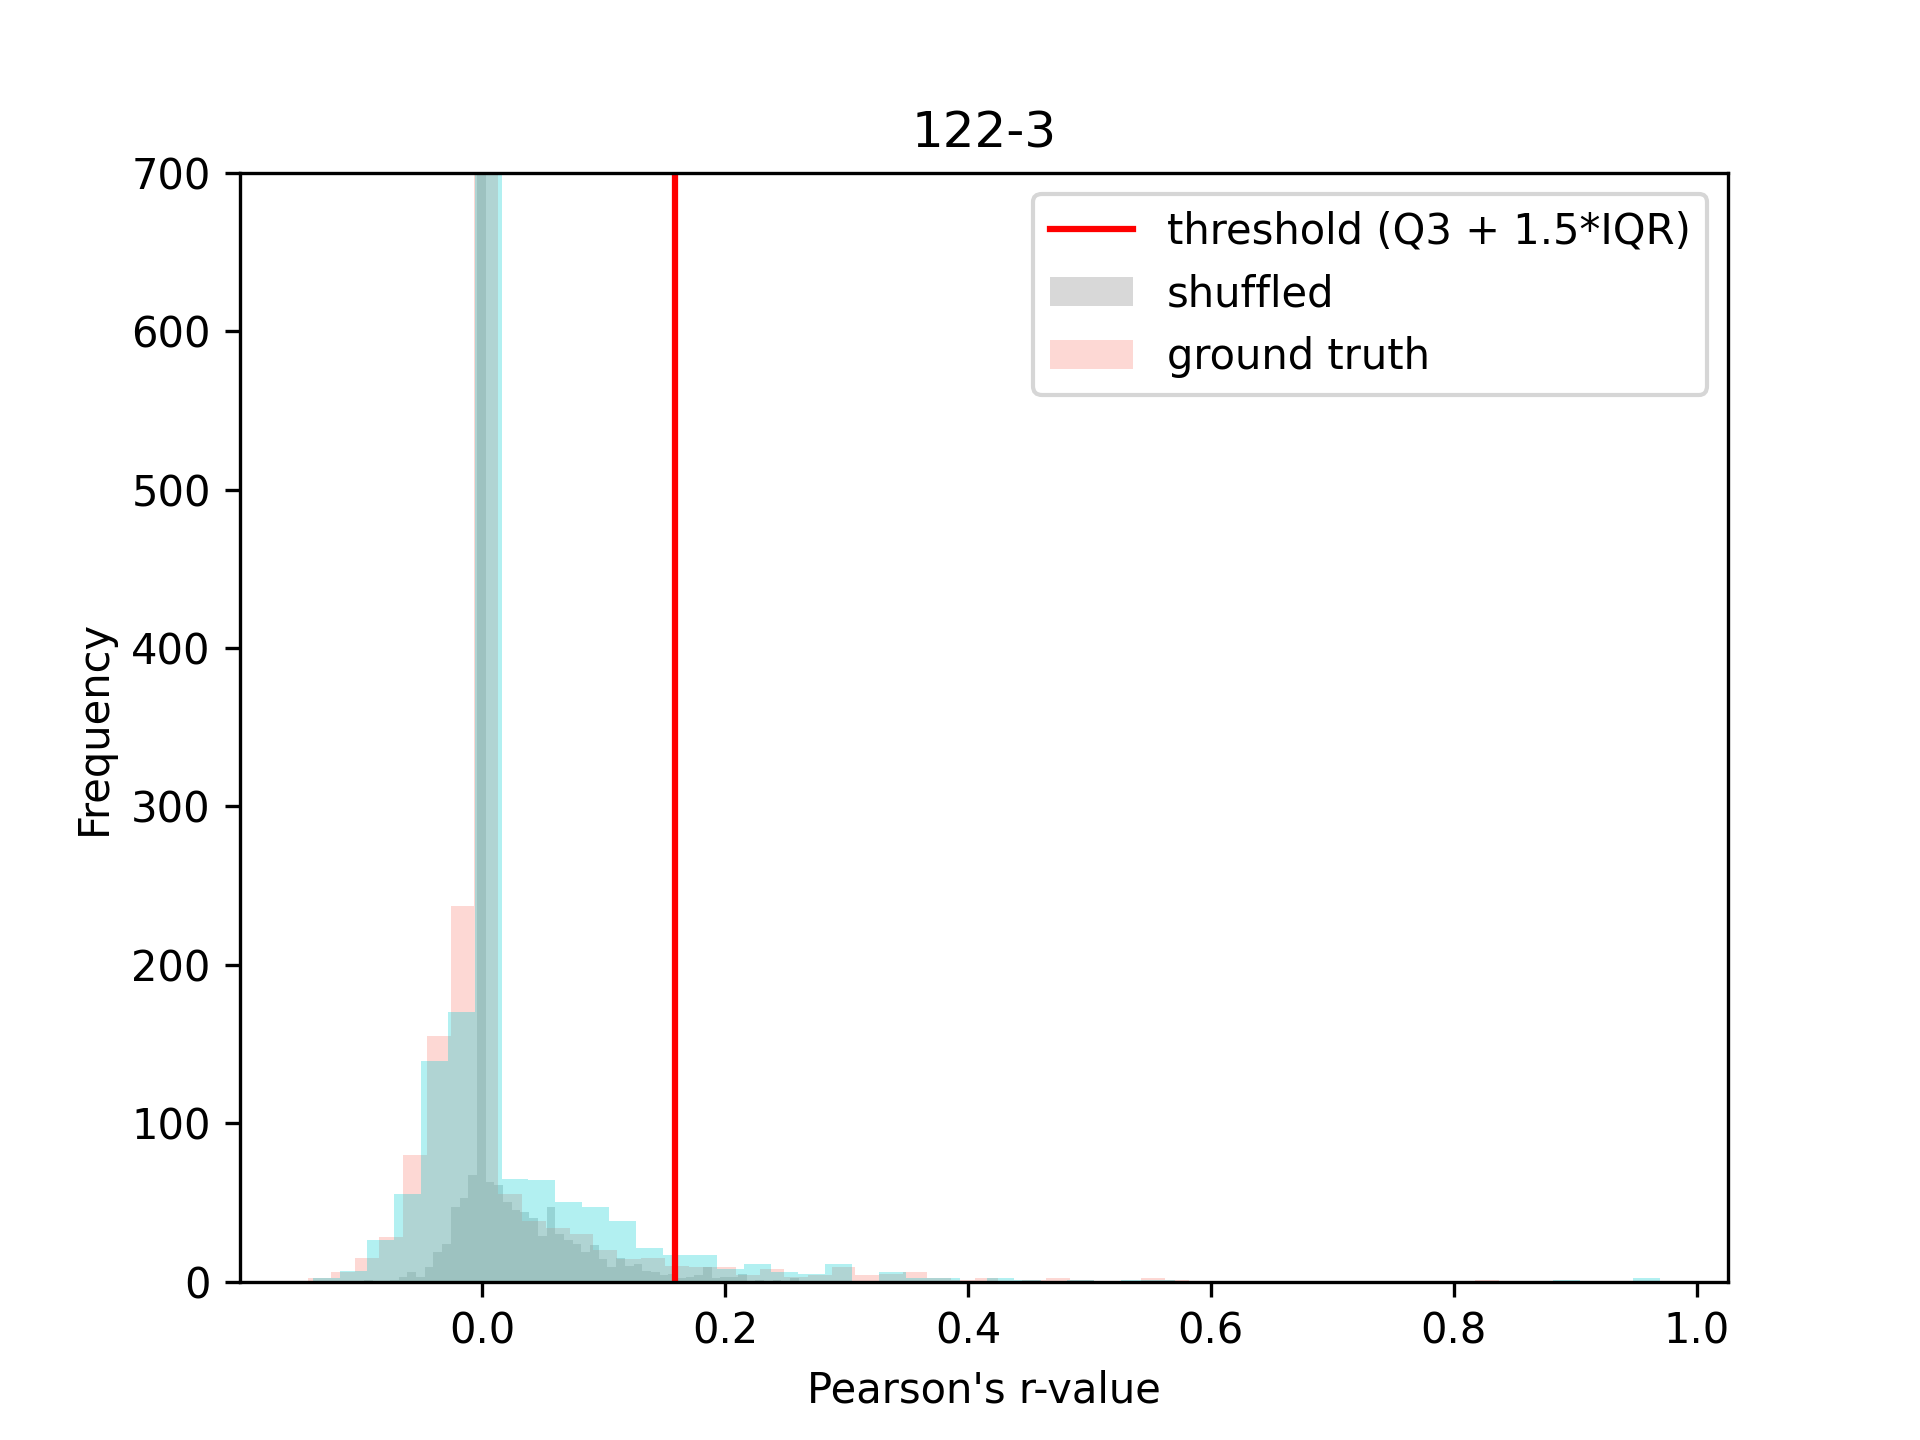 122-3
700
600
500
400
300
200
100
0
Frequency
threshold (Q3 + 1.5*IQR)
shuffled
ground truth
0.0 0.2 0.4 0.6 0.8 1.0
Pearson's r-value